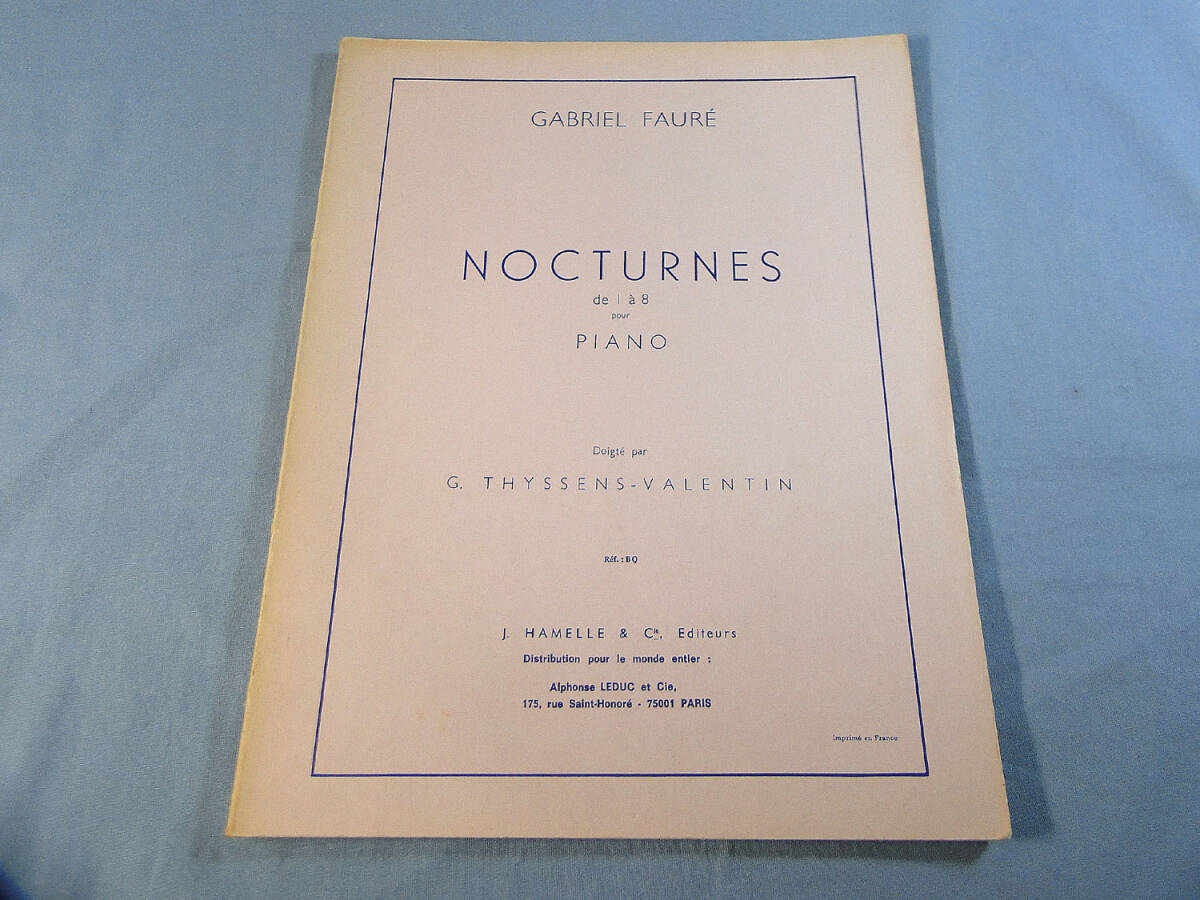 GABRIEL FAURÉ
NOCTURNES
de 1 à 8
pour
PIANO
Doigté par
G. THYSSENS-VALENTIN
Réf. : BQ
J. HAMELLE & Cie, Editeurs
Distribution pour le monde entier :
Alphonse LEDUC et Cie,
175, rue Saint-Honoré - 75001 PARIS
Imprimé en France